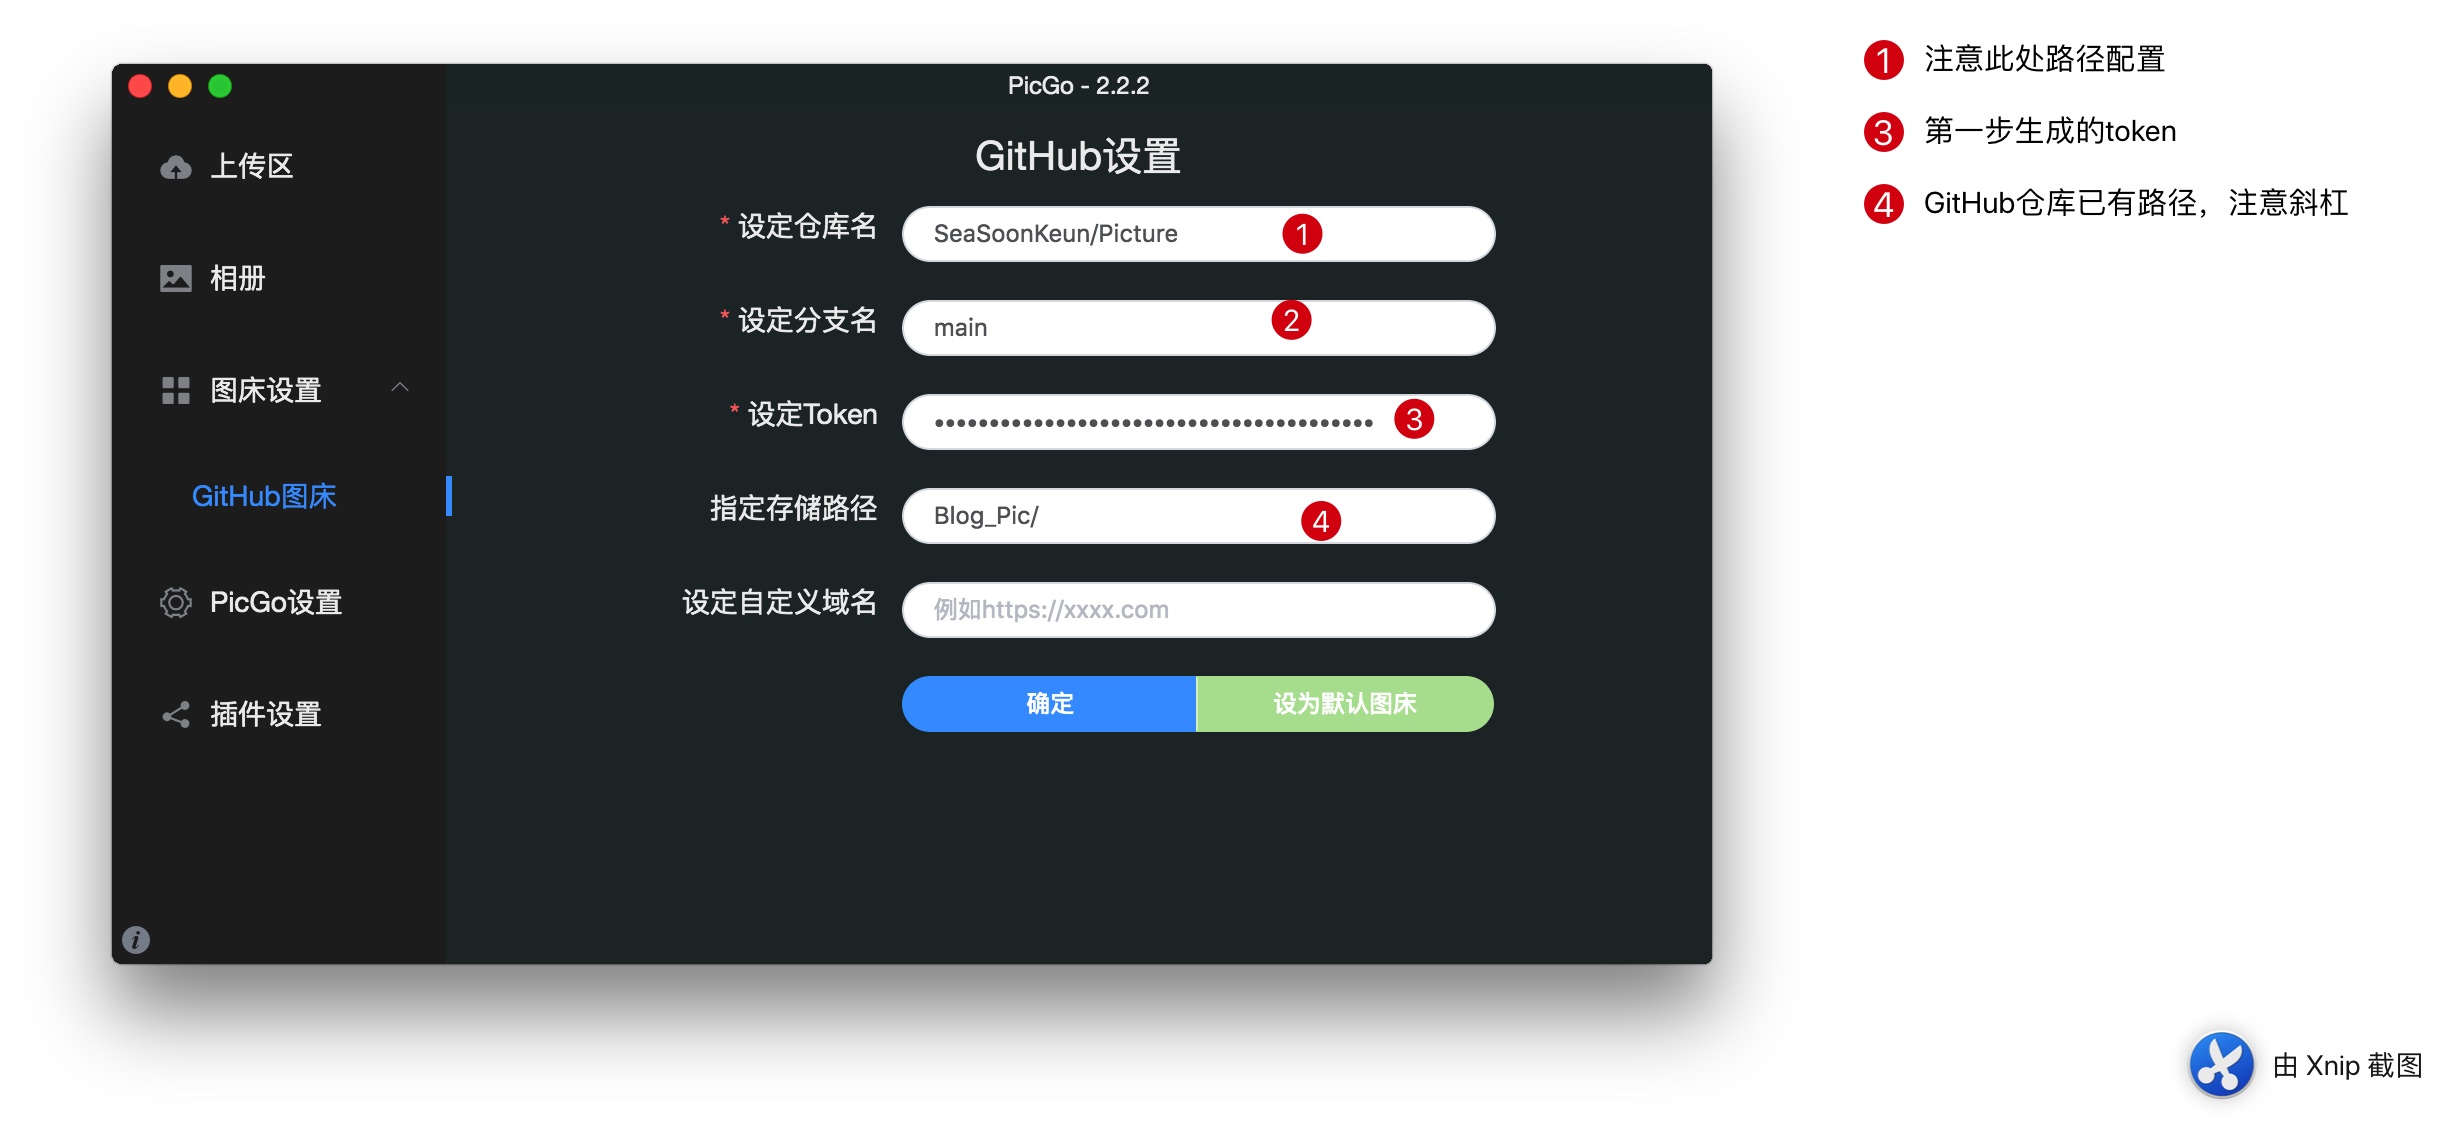 PicGo - 2.2.2
上传区
相册
图床设置
GitHub图床
PicGo设置
插件设置
GitHub设置
* 设定仓库名
SeaSoonKeun/Picture
1
* 设定分支名
main
2
* 设定Token
••••••••••••••••••••••••••••••••••••••••
3
指定存储路径
Blog_Pic/
4
设定自定义域名
例如https://xxxx.com
确定
设为默认图床
1 注意此处路径配置
3 第一步生成的token
4 GitHub仓库已有路径，注意斜杠
由 Xnip 截图